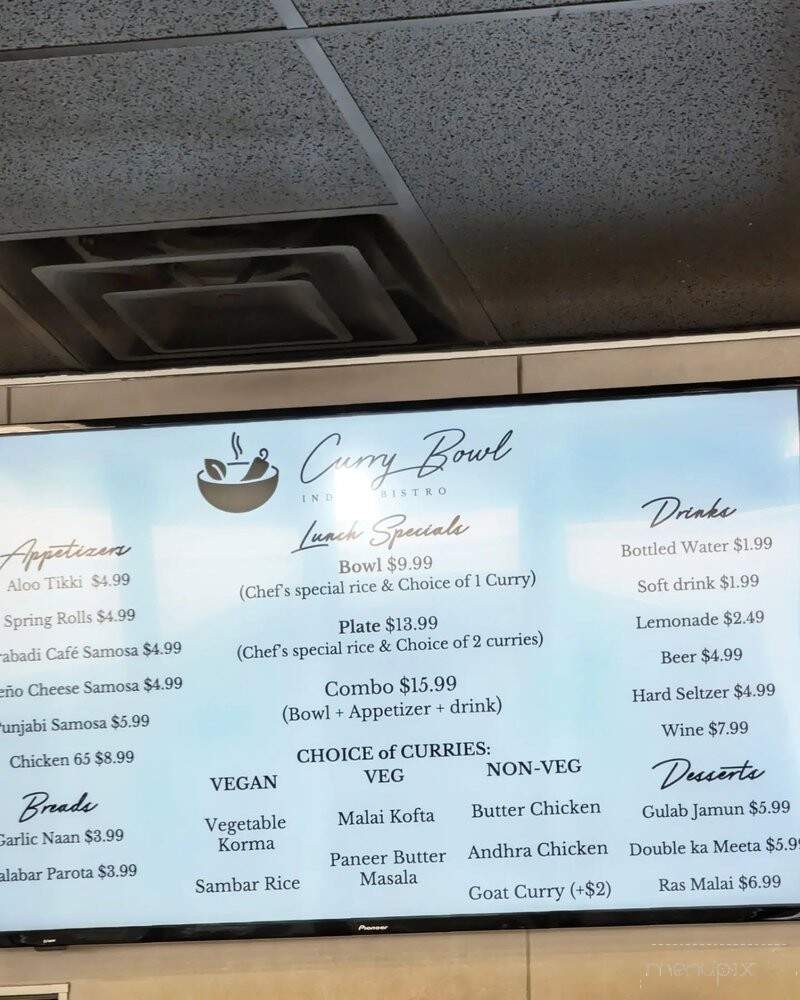 Curry Bowl
BISTRO
Appetizers
Aloo Tikki $4.99
Spring Rolls $4.99
Café Samosa $4.99
Cheese Samosa $4.99
Punjabi Samosa $5.99
Chicken 65 $8.99
Breads
Garlic Naan $3.99
Parota $3.99
Lunch Specials
Bowl $9.99
(Chef's special rice & Choice of 1 Curry)
Plate $13.99
(Chef's special rice & Choice of 2 curries)
Combo $15.99
(Bowl + Appetizer + drink)
CHOICE of CURRIES:
VEGAN
Vegetable
Korma
Sambar Rice
VEG
Malai Kofta
Paneer Butter
Masala
NON-VEG
Butter Chicken
Andhra Chicken
Goat Curry (+$2)
Drinks
Bottled Water $1.99
Soft drink $1.99
Lemonade $2.49
Beer $4.99
Hard Seltzer $4.99
Wine $7.99
Desserts
Gulab Jamun $5.99
Double ka Meeta $5.99
Ras Malai $6.99
Pioneer
menupix